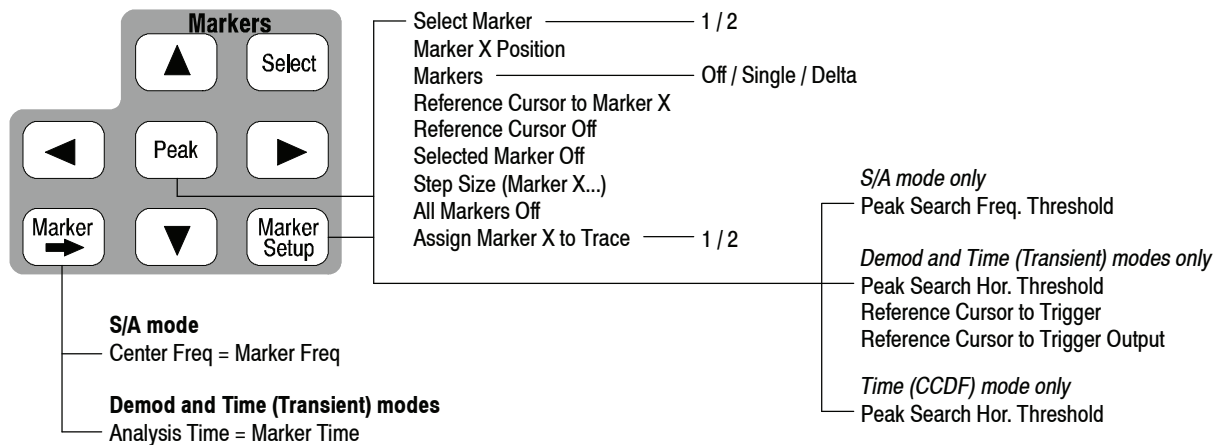 Markers
Select
Peak
Marker
Marker
Setup
Select Marker 1 / 2
Marker X Position
Markers Off / Single / Delta
Reference Cursor to Marker X
Reference Cursor Off
Selected Marker Off
Step Size (Marker X...)
All Markers Off
Assign Marker X to Trace 1 / 2
S/A mode only
Peak Search Freq. Threshold
Demod and Time (Transient) modes only
Peak Search Hor. Threshold
Reference Cursor to Trigger
Reference Cursor to Trigger Output
Time (CCDF) mode only
Peak Search Hor. Threshold
S/A mode
Center Freq = Marker Freq
Demod and Time (Transient) modes
Analysis Time = Marker Time